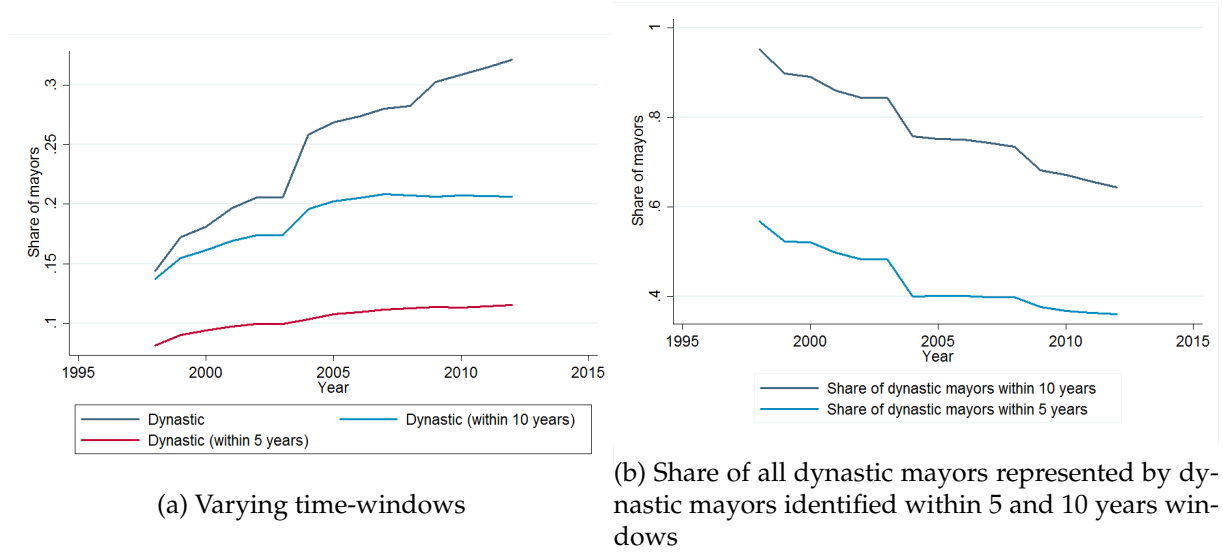 .3
.25
.2
.15
.1
Share of mayors
1995 2000 2005 2010 2015
Year
Dynastic Dynastic (within 10 years)
Dynastic (within 5 years)
(a) Varying time-windows
1
.8
.6
.4
Share of mayors
1995 2000 2005 2010 2015
Year
Share of dynastic mayors within 10 years
Share of dynastic mayors within 5 years
(b) Share of all dynastic mayors represented by dy-
nastic mayors identified within 5 and 10 years win-
dows